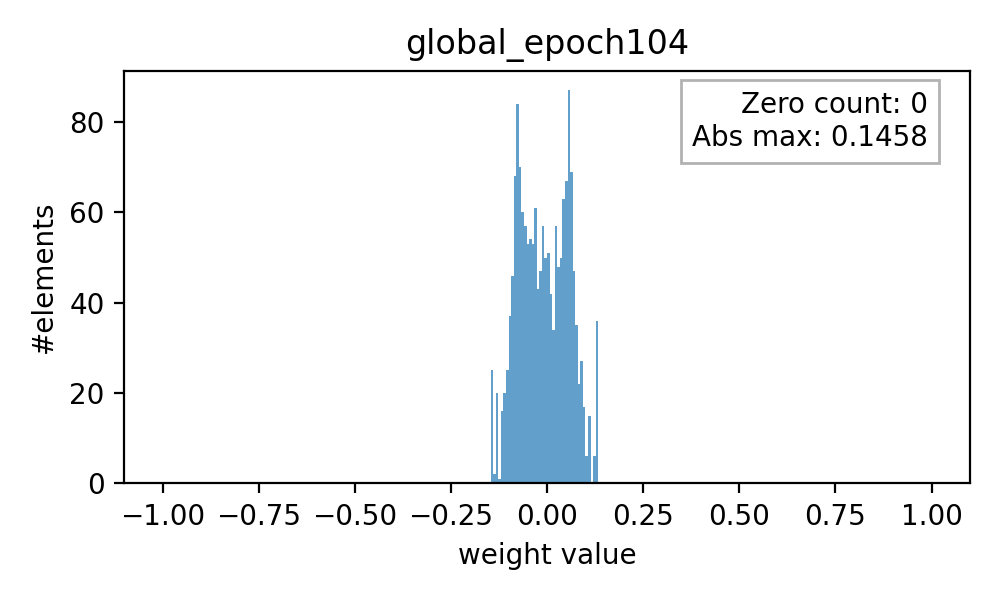 global_epoch104
Zero count: 0
Abs max: 0.1458
#elements
80
60
40
20
0
−1.00 −0.75 −0.50 −0.25 0.00 0.25 0.50 0.75 1.00
weight value